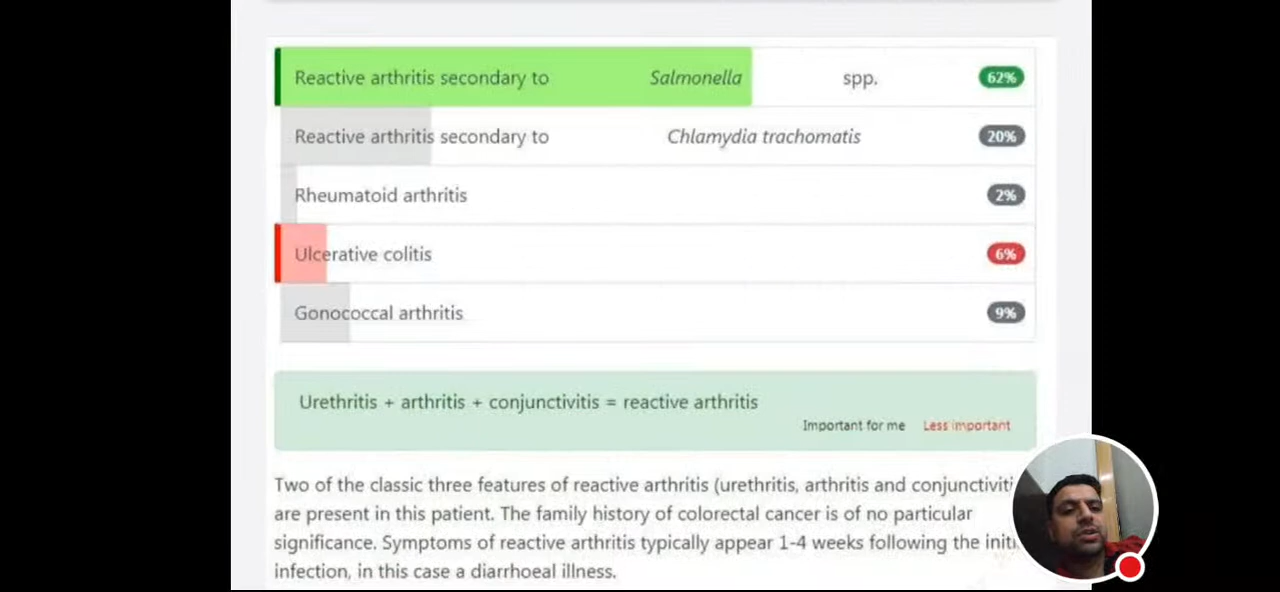 Reactive arthritis secondary to Salmonella spp. 62%
Reactive arthritis secondary to Chlamydia trachomatis 20%
Rheumatoid arthritis 2%
Ulcerative colitis 6%
Gonococcal arthritis 9%
Urethritis + arthritis + conjunctivitis = reactive arthritis
Important for me Less important
Two of the classic three features of reactive arthritis (urethritis, arthritis and
are present in this patient. The family history of colorectal cancer is of no particular
significance. Symptoms of reactive arthritis typically appear 1-4 weeks following the
infection, in this case a diarrhoeal illness.